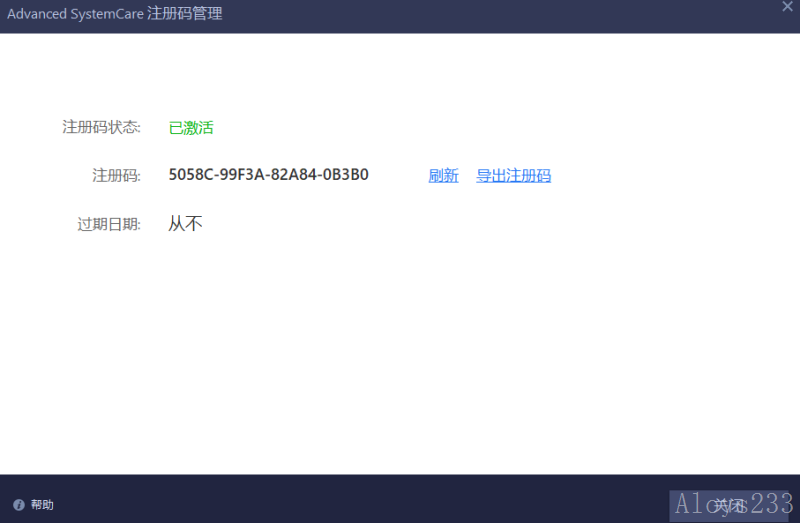 Advanced SystemCare 注册码管理
注册码状态: 已激活
注册码: 5058C-99F3A-82A84-0B3B0 刷新 导出注册码
过期日期: 从不
帮助 关闭
Aloys233